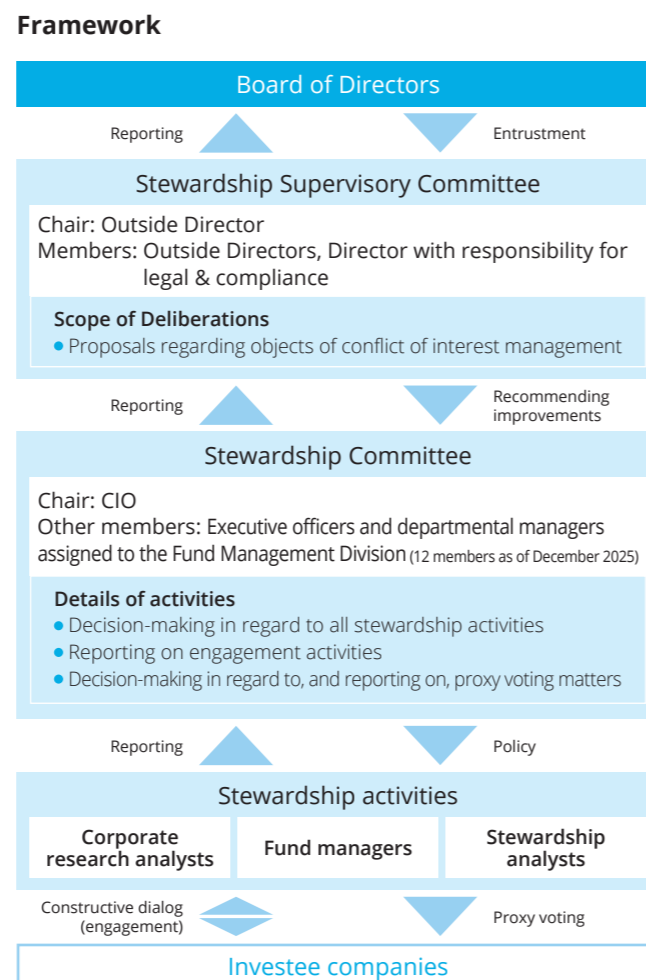 Framework
Board of Directors
Reporting
Entrustment
Stewardship Supervisory Committee
Chair: Outside Director
Members: Outside Directors, Director with responsibility for
legal & compliance
Scope of Deliberations
• Proposals regarding objects of conflict of interest management
Reporting
Recommending
improvements
Stewardship Committee
Chair: CIO
Other members: Executive officers and departmental managers
assigned to the Fund Management Division (12 members as of December 2025)
Details of activities
• Decision-making in regard to all stewardship activities
• Reporting on engagement activities
• Decision-making in regard to, and reporting on, proxy voting matters
Reporting
Policy
Stewardship activities
Corporate
research analysts
Fund managers
Stewardship
analysts
Constructive dialog
(engagement)
Proxy voting
Investee companies